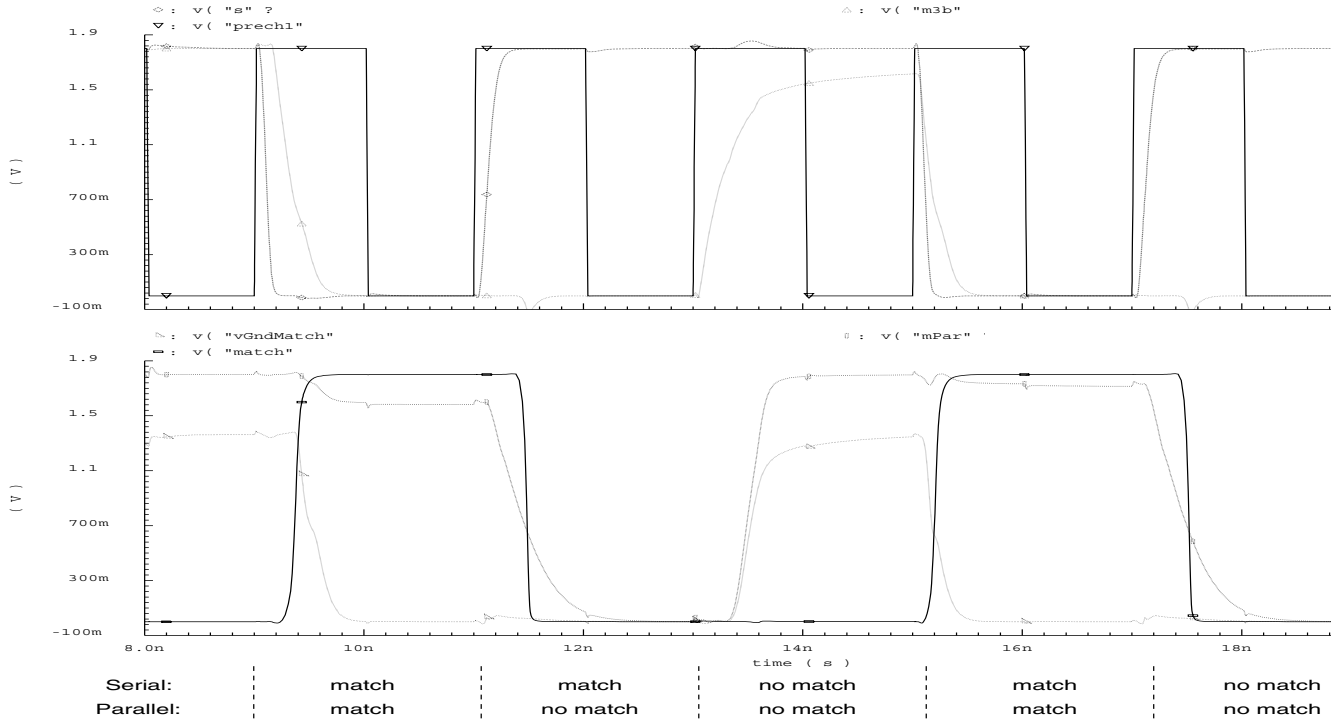 : v( "s" ? : v( "m3b"
: v( "prech1"
1.9
1.5
1.1
700m
300m
-100m
( V )
: v( "vGndMatch" : v( "mPar" '
: v( "match"
1.9
1.5
1.1
700m
300m
-100m
( V )
8.0n 10n 12n 14n 16n 18n
time ( s )
Serial: match match no match match no match
Parallel: match no match no match match no match